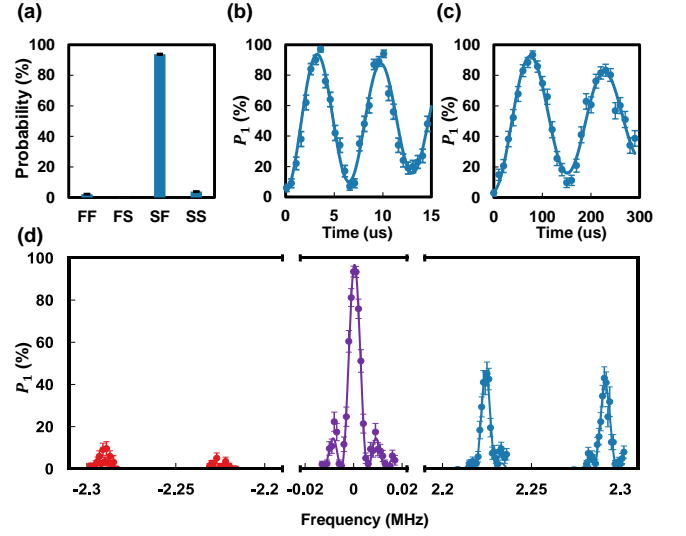 (a) (b) (c)
100 100 100
80 80 80
60 60 60
40 40 40
20 20 20
0 0 0
Probability (%)
P₁ (%)
P₁ (%)
FF FS SF SS
0 5 10 15
0 100 200 300
Time (us) Time (us)
(d)
100
80
60
40
20
0
P₁ (%)
-2.3 -2.25 -2.2 -0.02 0 0.02 2.2 2.25 2.3
Frequency (MHz)